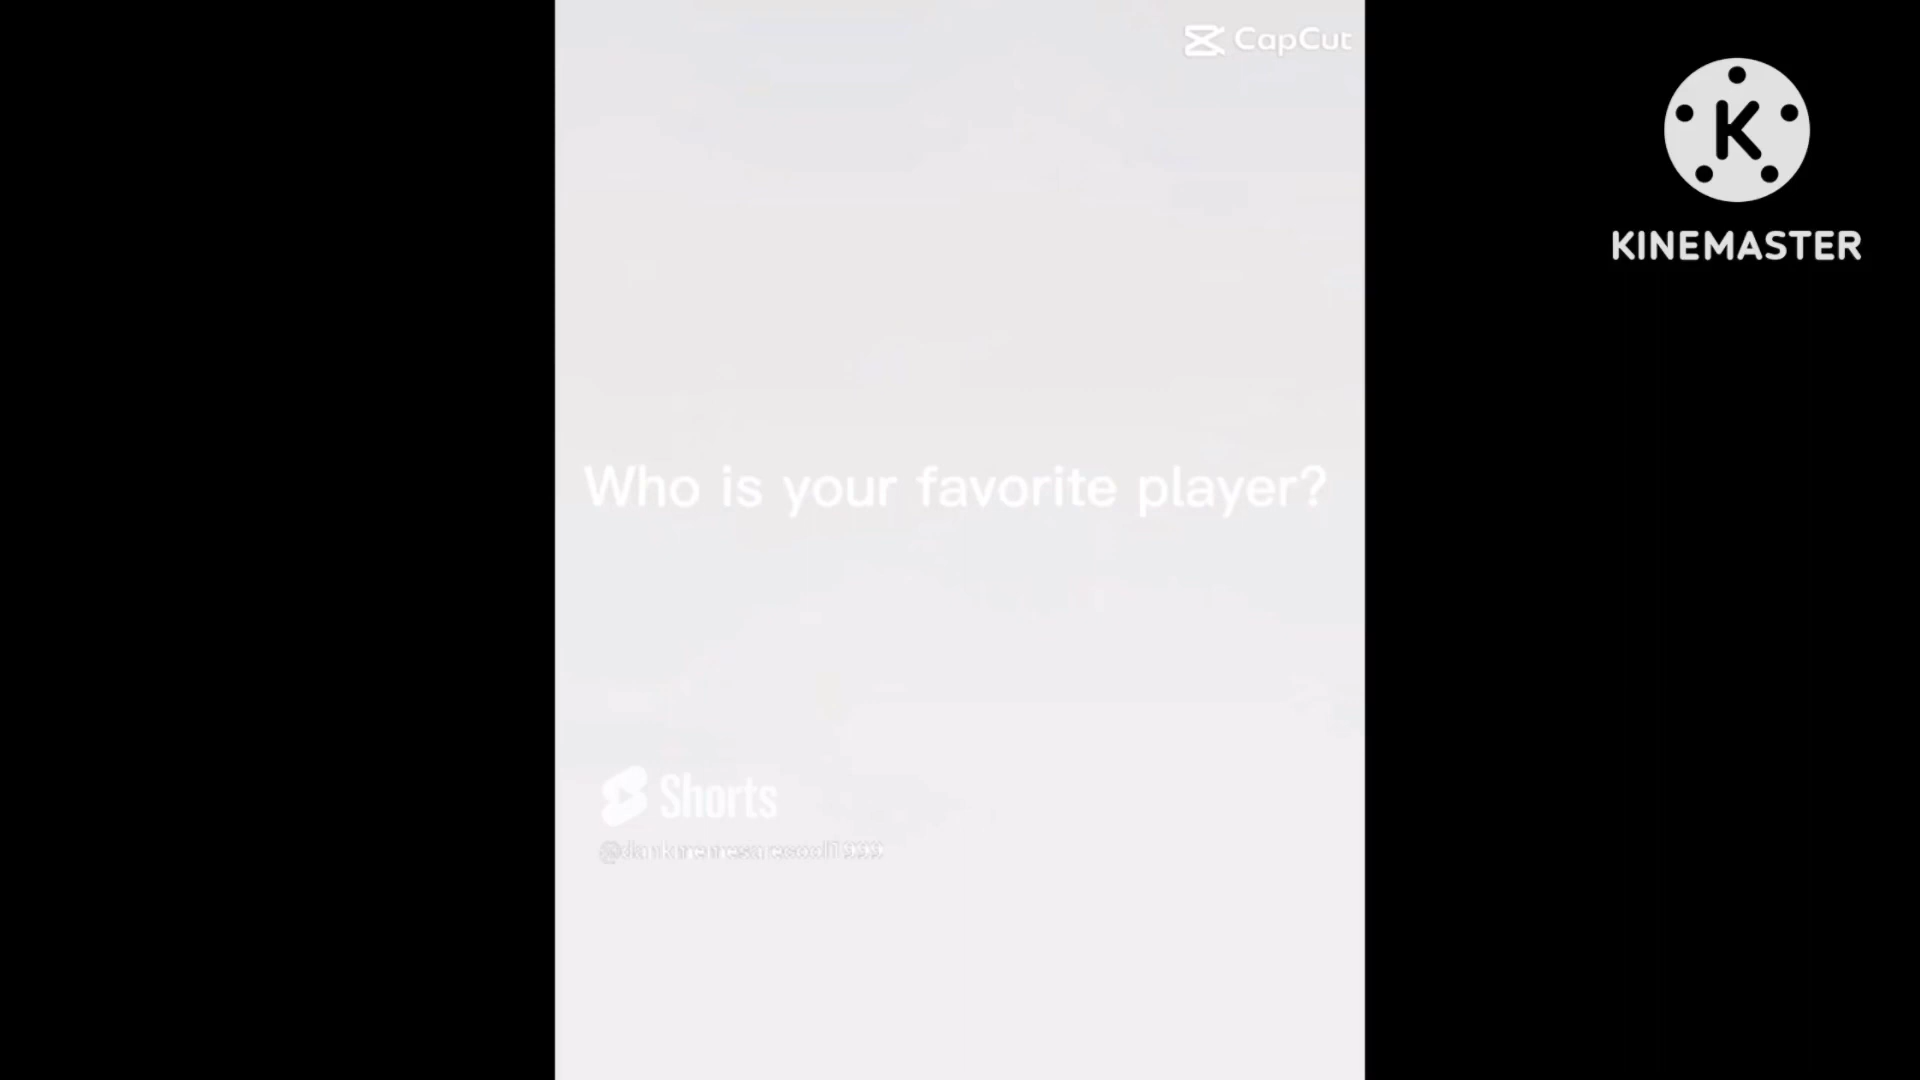 CapCut
K
KINEMASTER
Who is your favorite player?
Shorts